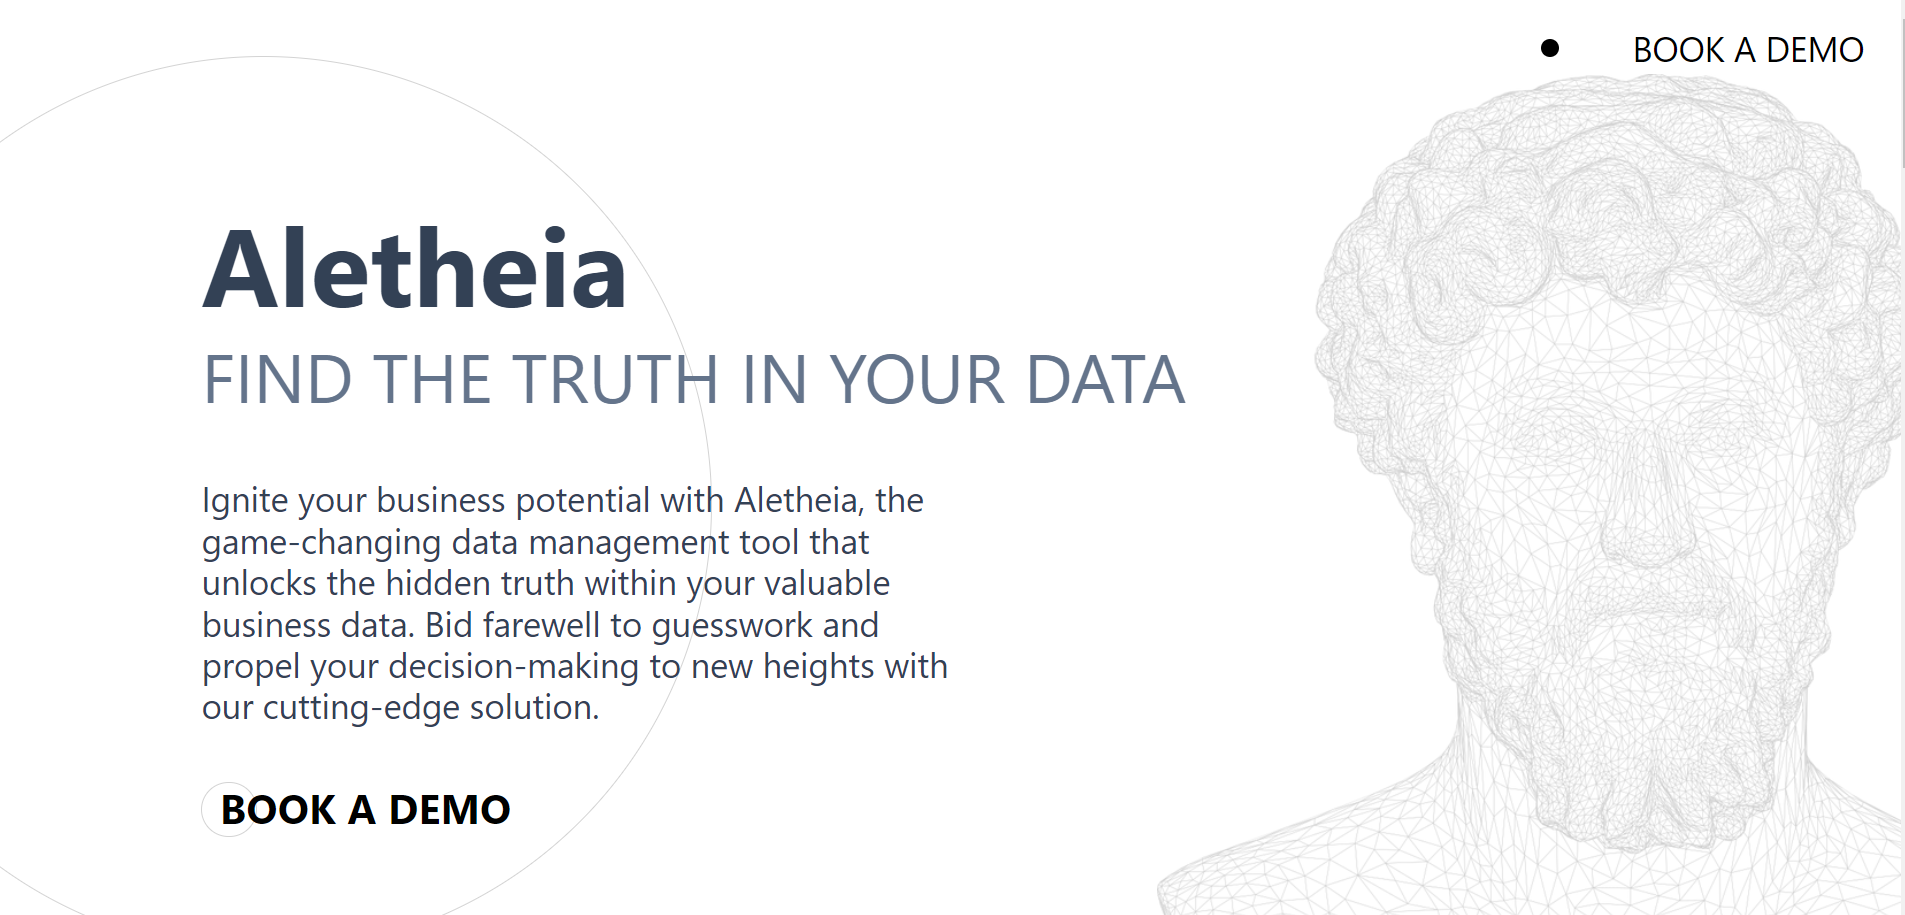 BOOK A DEMO
Aletheia
FIND THE TRUTH IN YOUR DATA
Ignite your business potential with Aletheia, the
game-changing data management tool that
unlocks the hidden truth within your valuable
business data. Bid farewell to guesswork and
propel your decision-making to new heights with
our cutting-edge solution.
BOOK A DEMO